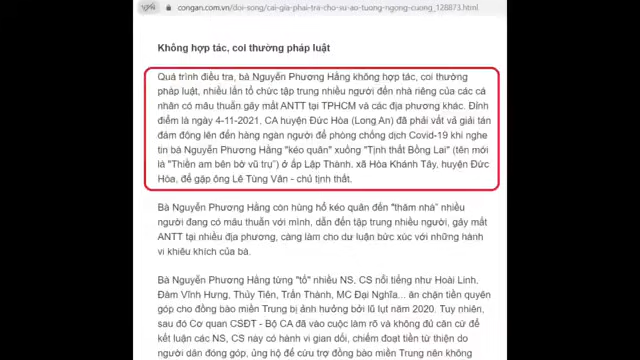 congan.com.vn/doi-song/cai-gia-phai-tra-cho-su-ao-tuong-ngong-cuong_128873.html
Không hợp tác, coi thường pháp luật
Quá trình điều tra, bà Nguyễn Phương Hằng không hợp tác, coi thường
pháp luật, nhiều lần tổ chức tập trung nhiều người đến nhà riêng của các cá
nhân có mâu thuẫn gây mất ANTT tại TPHCM và các địa phương khác. Đỉnh
điểm là ngày 4-11-2021, CA huyện Đức Hòa (Long An) đã phải vất vả giải tán
đám đông lên đến hàng ngàn người để phòng chống dịch Covid-19 khi nghe
tin bà Nguyễn Phương Hằng "kéo quân" xuống "Tịnh thất Bồng Lai" (tên mới
là "Thiền am bên bờ vũ trụ") ở ấp Lập Thành. xã Hòa Khánh Tây, huyện Đức
Hòa, để gặp ông Lê Tùng Vân - chủ tịnh thất.
Bà Nguyễn Phương Hằng còn hùng hổ kéo quân đến "thăm nhà" nhiều
người đang có mâu thuẫn với mình, dẫn đến tập trung nhiều người, gây mất
ANTT tại nhiều địa phương, càng làm cho dư luận bức xúc với những hành
vi khiêu khích của bà.
Bà Nguyễn Phương Hằng từng "tố" nhiều NS, CS nổi tiếng như Hoài Linh,
Đàm Vĩnh Hưng, Thủy Tiên, Trấn Thành, MC Đại Nghĩa... ăn chặn tiền quyên
góp cho đồng bào miền Trung bị ảnh hưởng bởi lũ lụt năm 2020. Tuy nhiên,
sau đó Cơ quan CSĐT - Bộ CA đã vào cuộc làm rõ và không đủ căn cứ để
kết luận các NS, CS này có hành vi gian dối, chiếm đoạt tiền từ thiện do
người dân đóng góp, ủng hộ để cứu trợ đồng bào miền Trung nên không